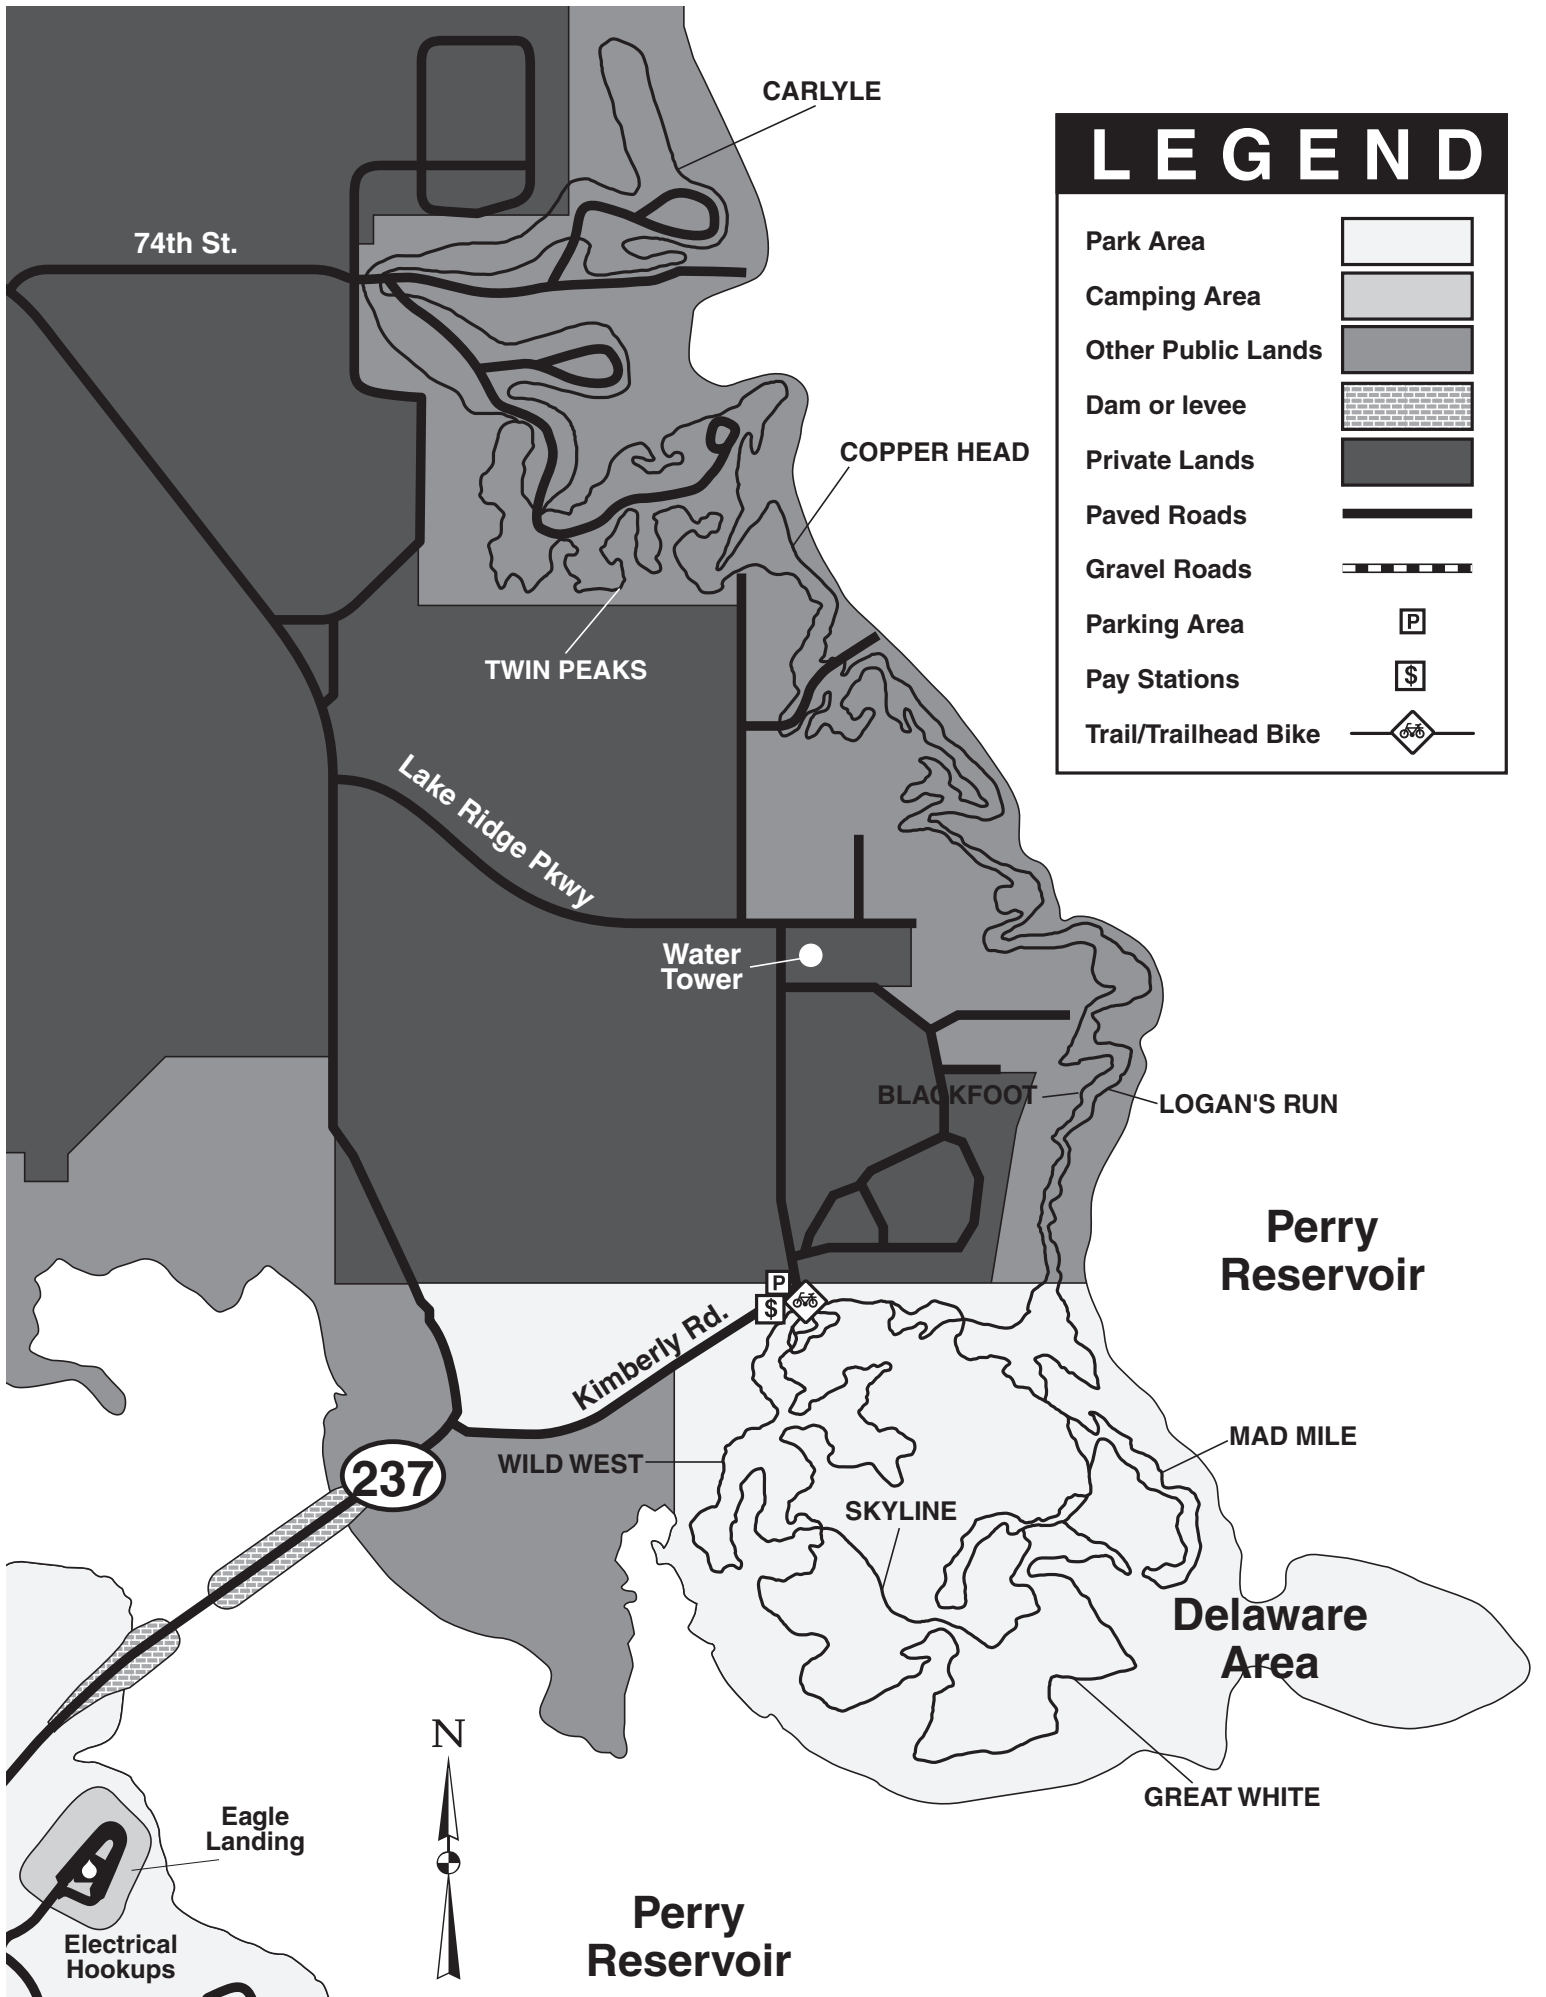 CARLYLE
LEGEND
Park Area
Camping Area
Other Public Lands
Dam or levee
Private Lands
Paved Roads
Gravel Roads
Parking Area
P
Pay Stations
$
Trail/Trailhead Bike
74th St.
COPPER HEAD
TWIN PEAKS
Lake Ridge Pkwy
Water
Tower
BLACKFOOT
LOGAN'S RUN
Perry
Reservoir
P
$
Kimberly Rd.
MAD MILE
WILD WEST
237
SKYLINE
Delaware
Area
N
GREAT WHITE
Eagle
Landing
Perry
Reservoir
Electrical
Hookups